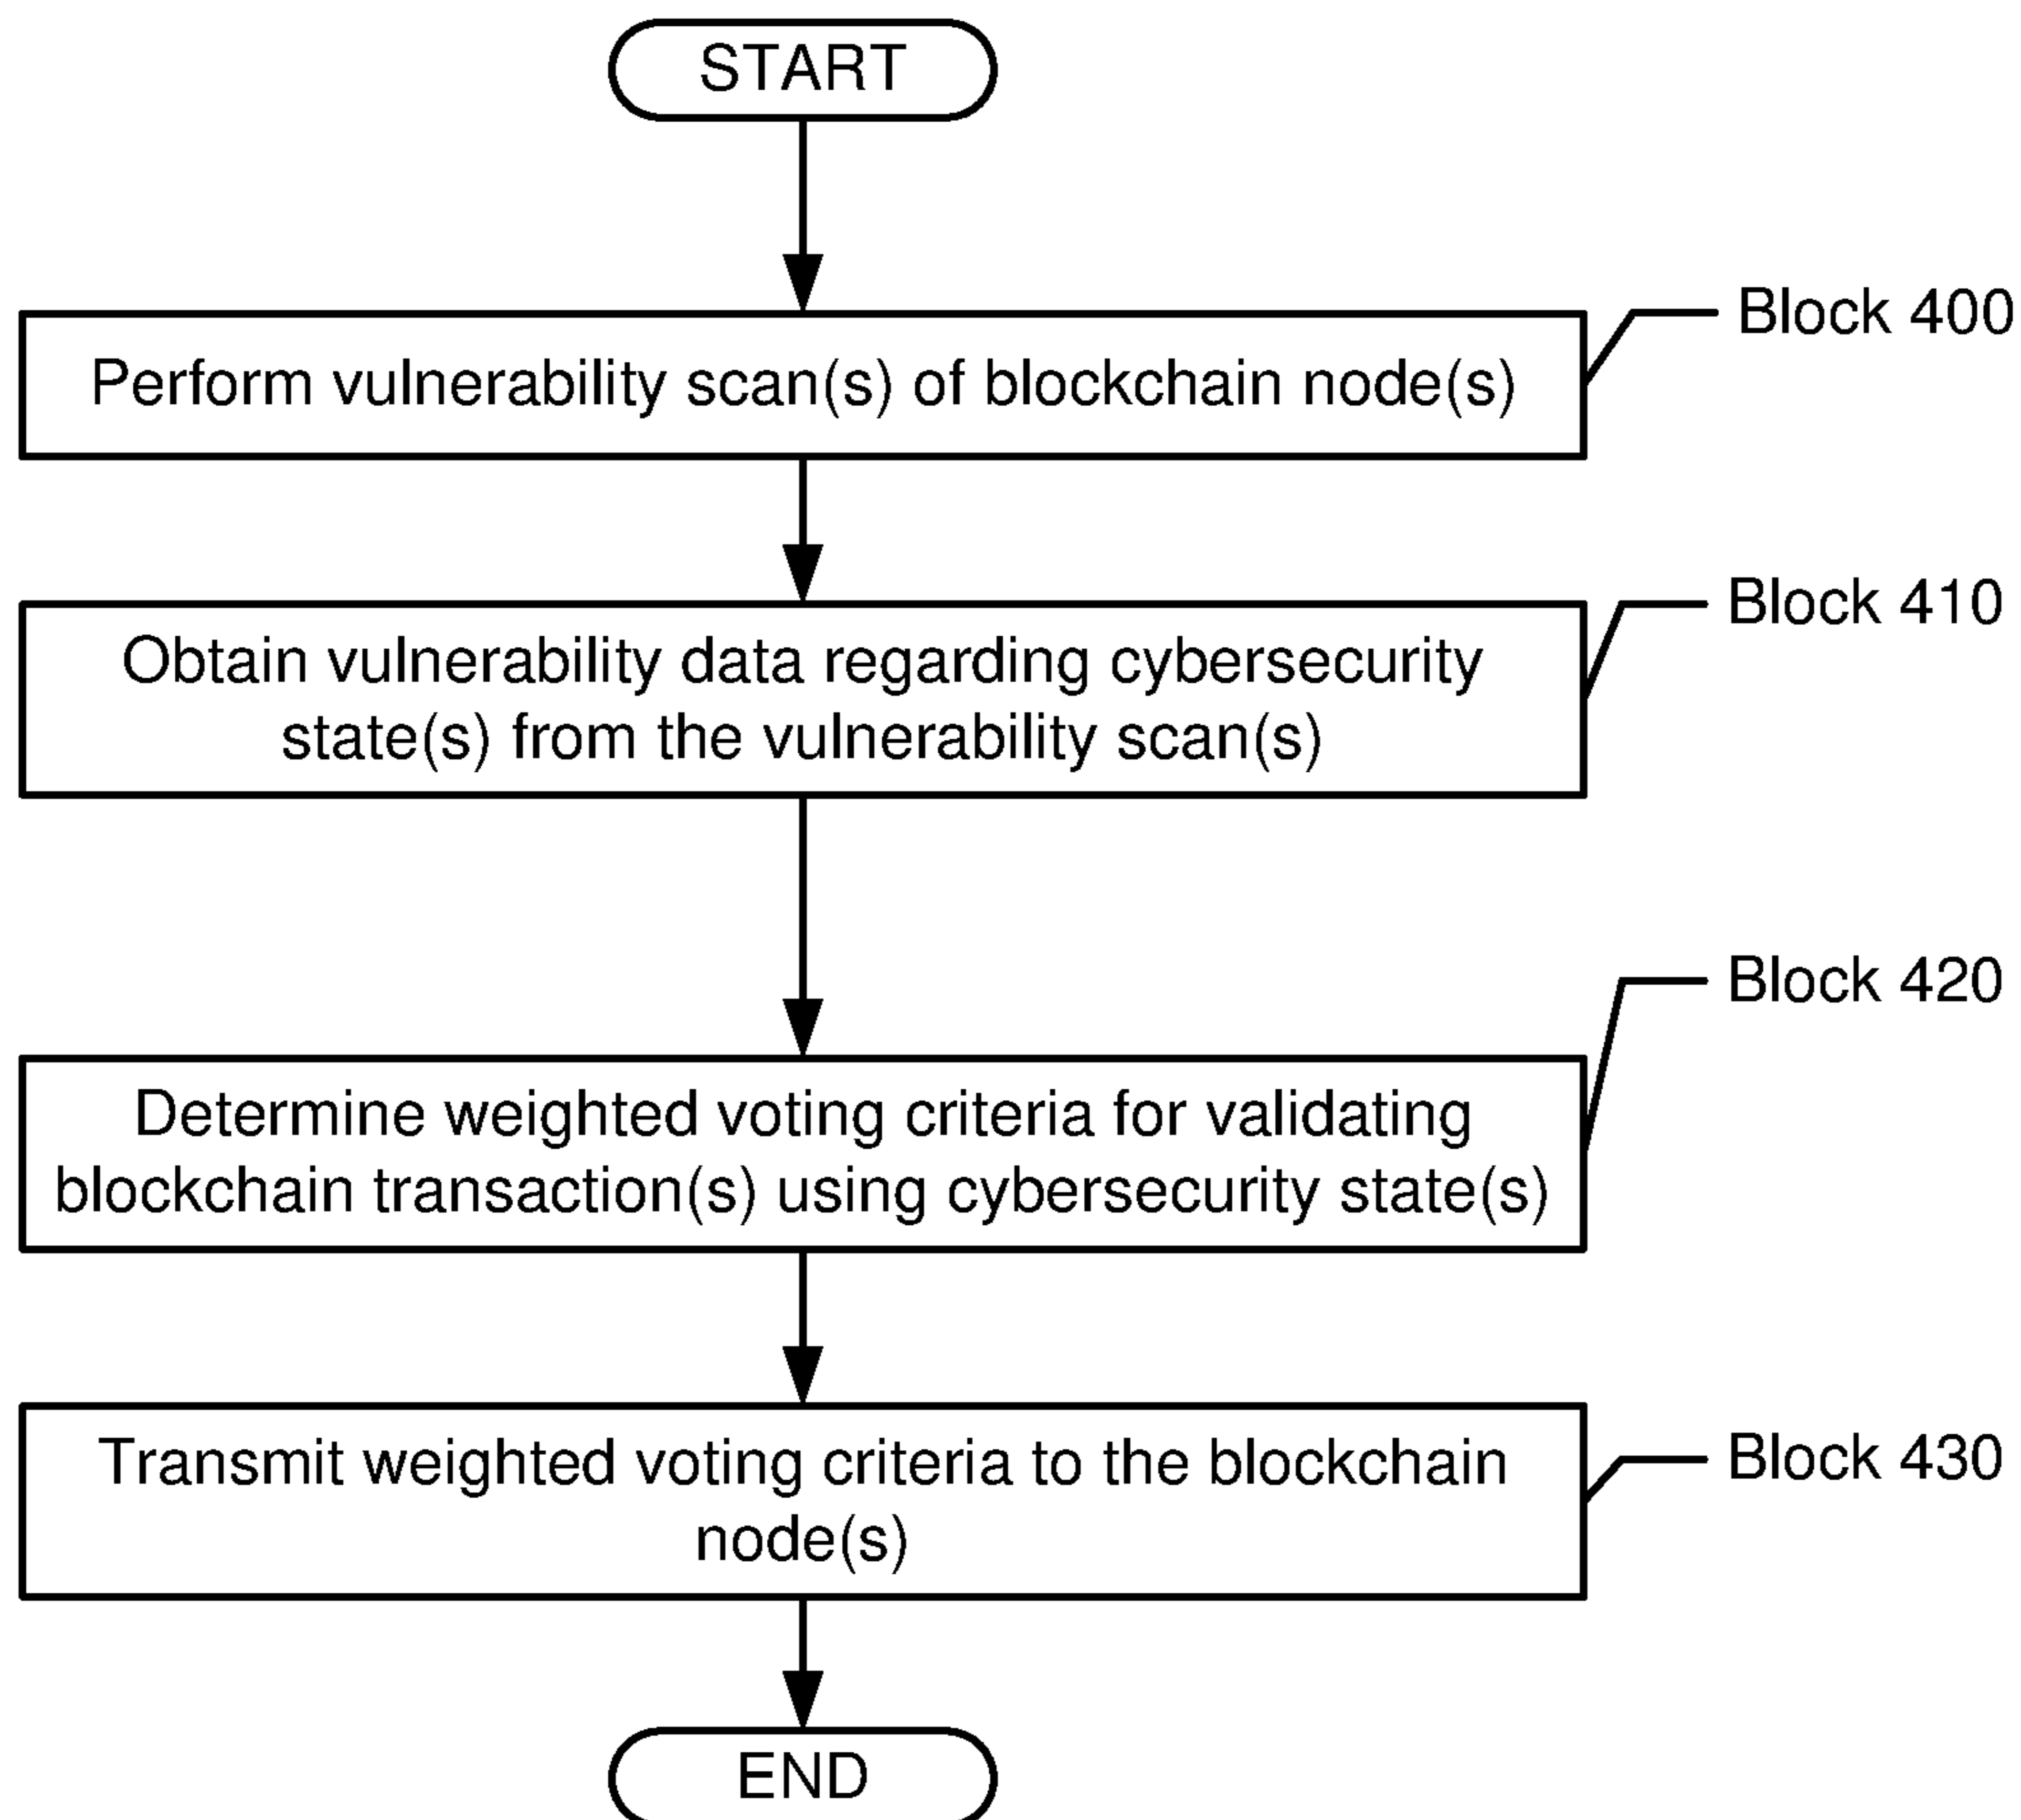 START
Block 400
Perform vulnerability scan(s) of blockchain node(s)
Block 410
Obtain vulnerability data regarding cybersecurity
state(s) from the vulnerability scan(s)
Block 420
Determine weighted voting criteria for validating
blockchain transaction(s) using cybersecurity state(s)
Block 430
Transmit weighted voting criteria to the blockchain
node(s)
END